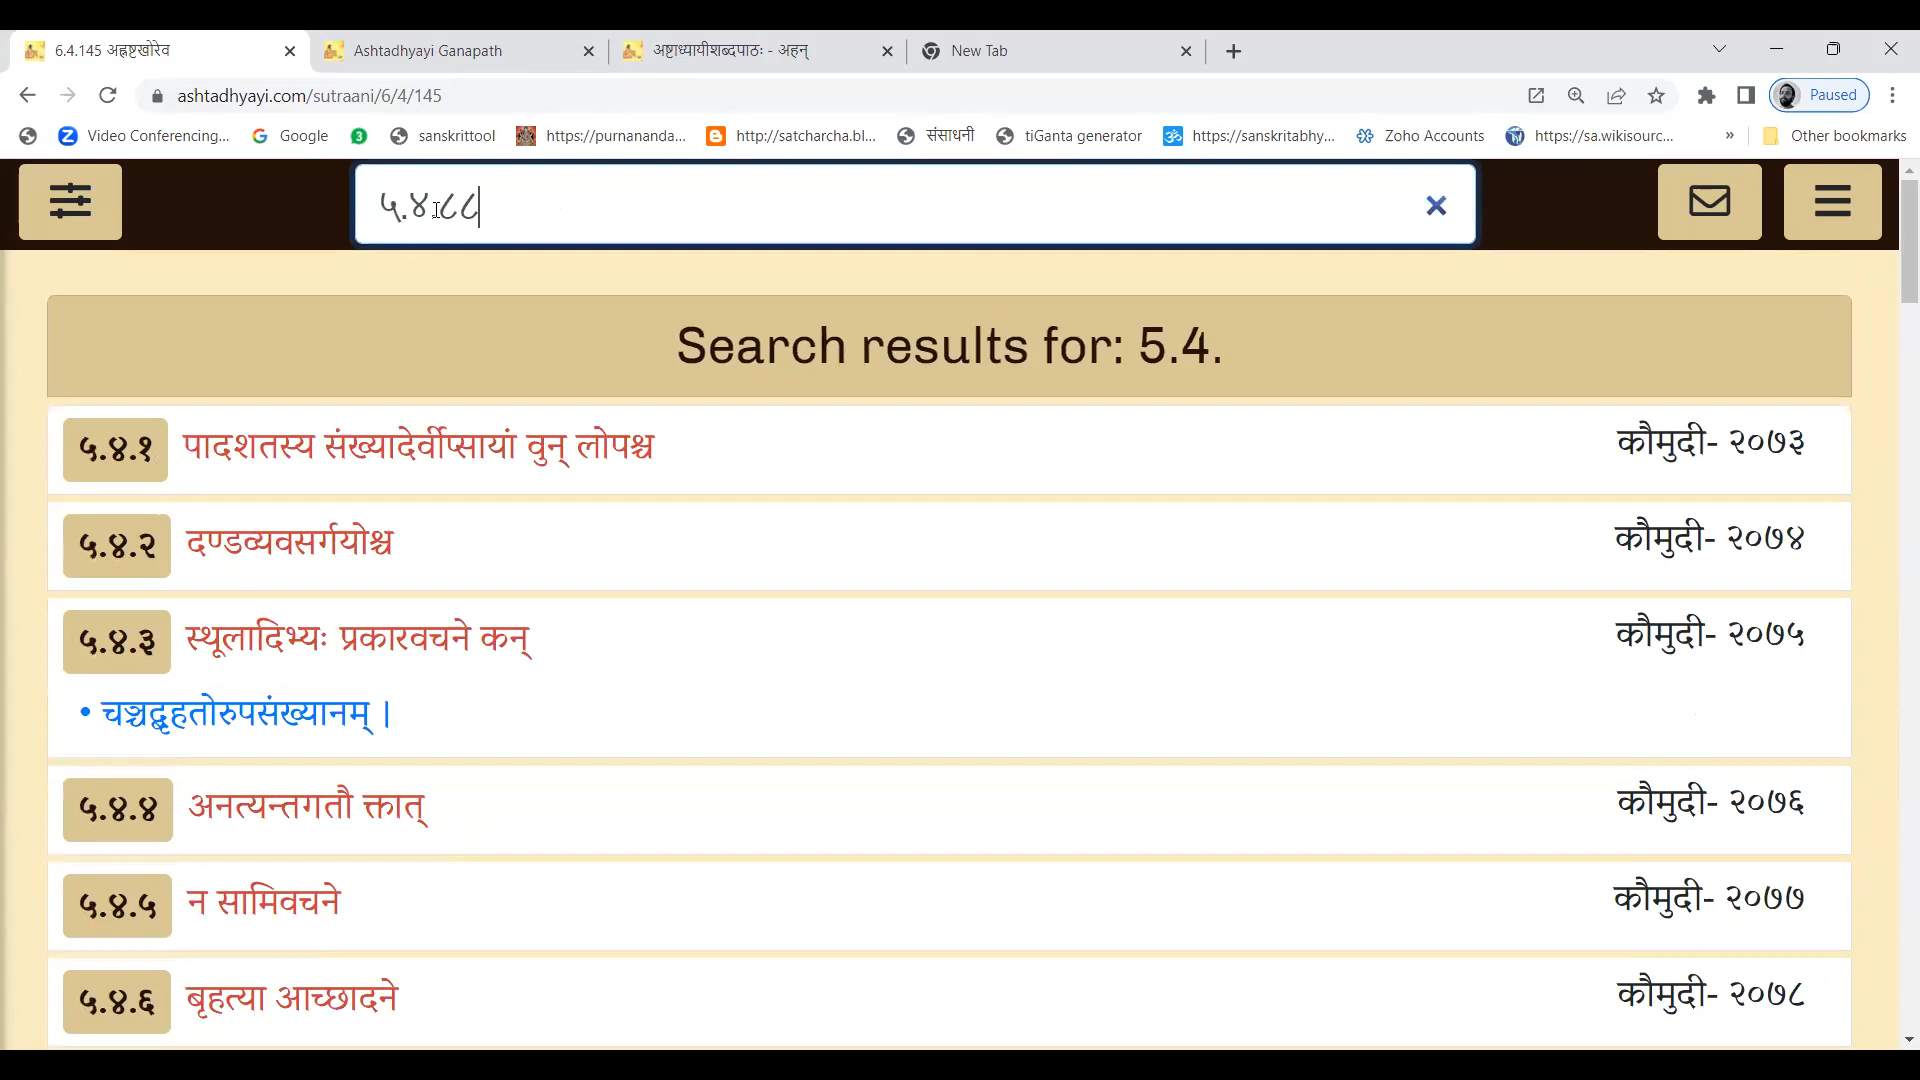 6.4.145 अह्नष्टखोरेव
Ashtadhyayi Ganapath
अष्टाध्यायीशब्दपाठः - अहन्
New Tab
ashtadhyayi.com/sutraani/6/4/145
Paused
Video Conferencing...
Google
3
sanskrittool
https://purnananda...
http://satcharcha.bl...
संसाधनी
tiGanta generator
https://sanskritabhy...
Zoho Accounts
https://sa.wikisourc...
»
Other bookmarks
५.४.८८
Search results for: 5.4.
५.४.१ पादशतस्य संख्यादेर्वीप्सायां वुन् लोपश्च कौमुदी- २०७३
५.४.२ दण्डव्यवसर्गयोश्च कौमुदी- २०७४
५.४.३ स्थूलादिभ्यः प्रकारवचने कन् कौमुदी- २०७५
• चञ्चद्बृहतोरुपसंख्यानम् ।
५.४.४ अनत्यन्तगतौ क्तात् कौमुदी- २०७६
५.४.५ न सामिवचने कौमुदी- २०७७
५.४.६ बृहत्या आच्छादने कौमुदी- २०७८